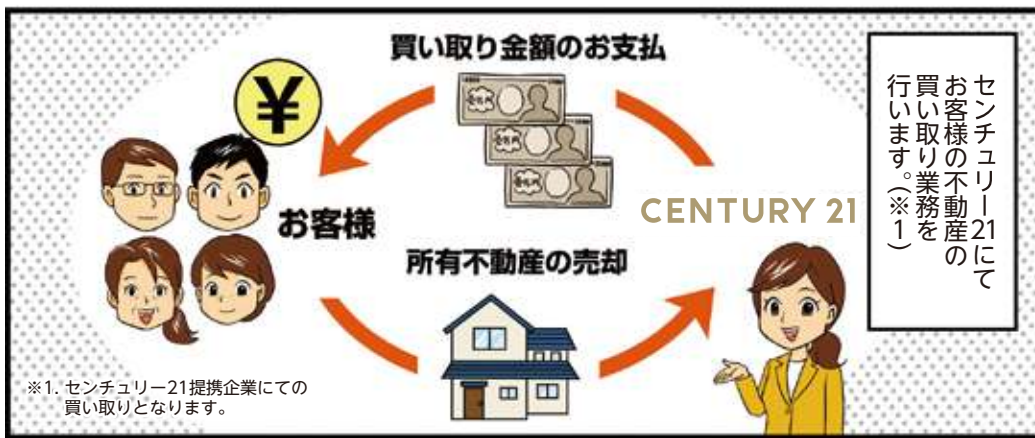 センチュリー21にて
お客様の不動産の
買い取り業務を
行います。(※1)
買い取り金額のお支払
¥
お客様
CENTURY 21
所有不動産の売却
※1. センチュリー21提携企業にての
買い取りとなります。